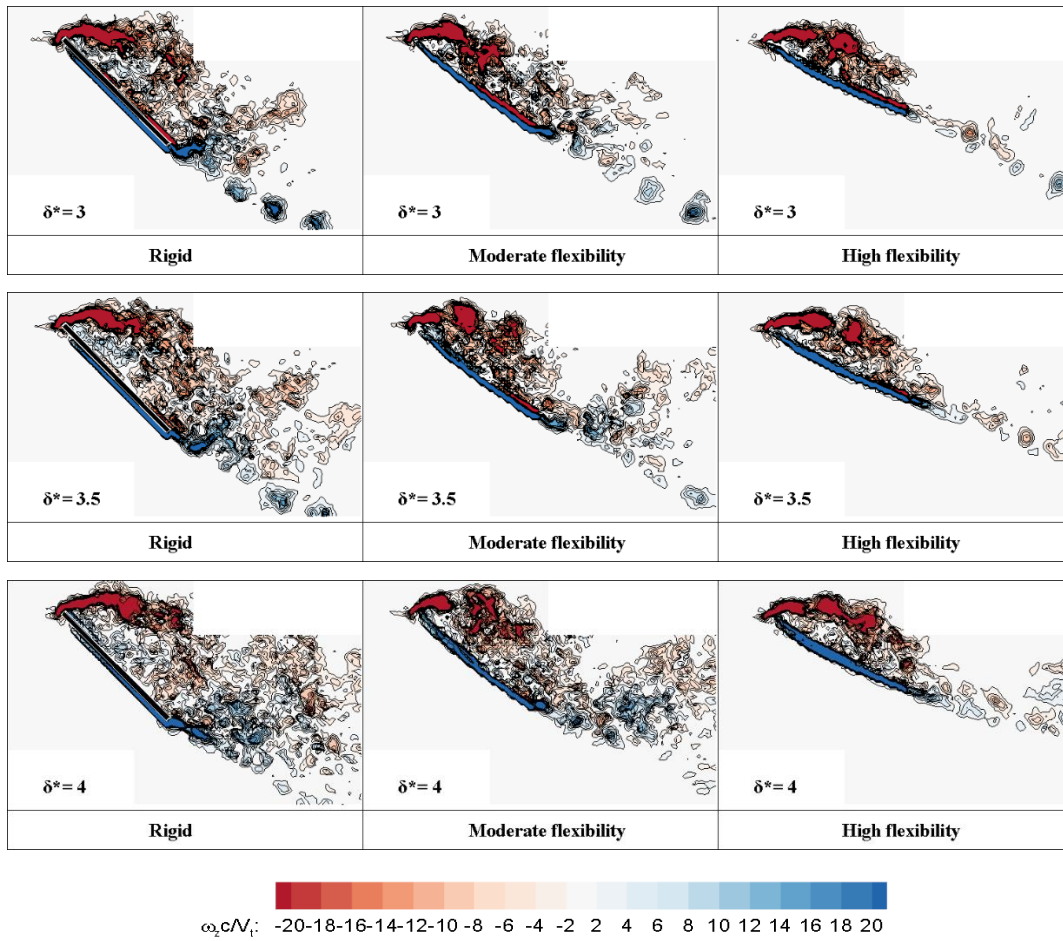 δ*= 3
δ*= 3
δ*= 3
Rigid
Moderate flexibility
High flexibility
δ*= 3.5
δ*= 3.5
δ*= 3.5
Rigid
Moderate flexibility
High flexibility
δ*= 4
δ*= 4
δ*= 4
Rigid
Moderate flexibility
High flexibility
ω_z c/V_t: -20 -18 -16 -14 -12 -10 -8 -6 -4 -2 2 4 6 8 10 12 14 16 18 20